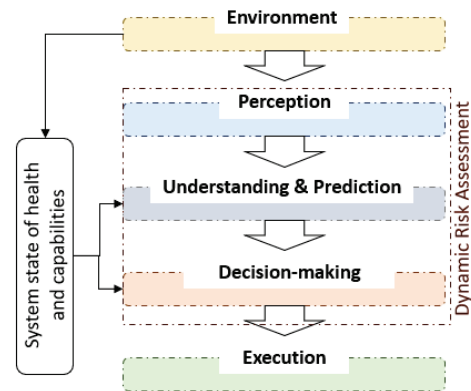 Environment
Perception
Understanding & Prediction
Decision-making
Execution
System state of health
and capabilities
Dynamic Risk Assessment